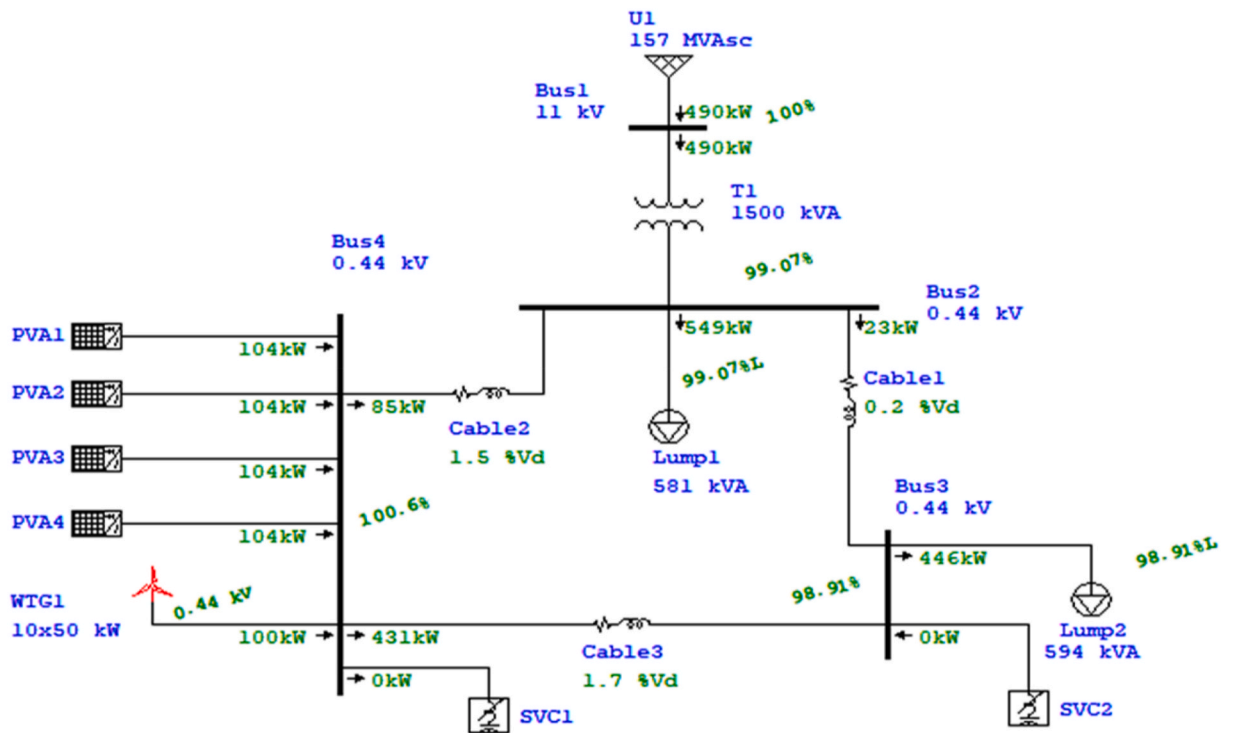 U1
157 MVAsc
Bus1
11 kV
490kW
100%
490kW
T1
1500 kVA
Bus4
0.44 kV
99.07%
Bus2
0.44 kV
PVA1
104kW
549kW
23kW
99.07%L
Cable1
0.2 %Vd
PVA2
104kW
85kW
Cable2
1.5 %Vd
Lump1
581 kVA
PVA3
104kW
Bus3
0.44 kV
100.6%
PVA4
104kW
446kW
98.91%L
98.91%
WTG1
10x50 kW
0.44 kV
100kW
431kW
Cable3
1.7 %Vd
0kW
Lump2
594 kVA
0kW
SVC1
SVC2